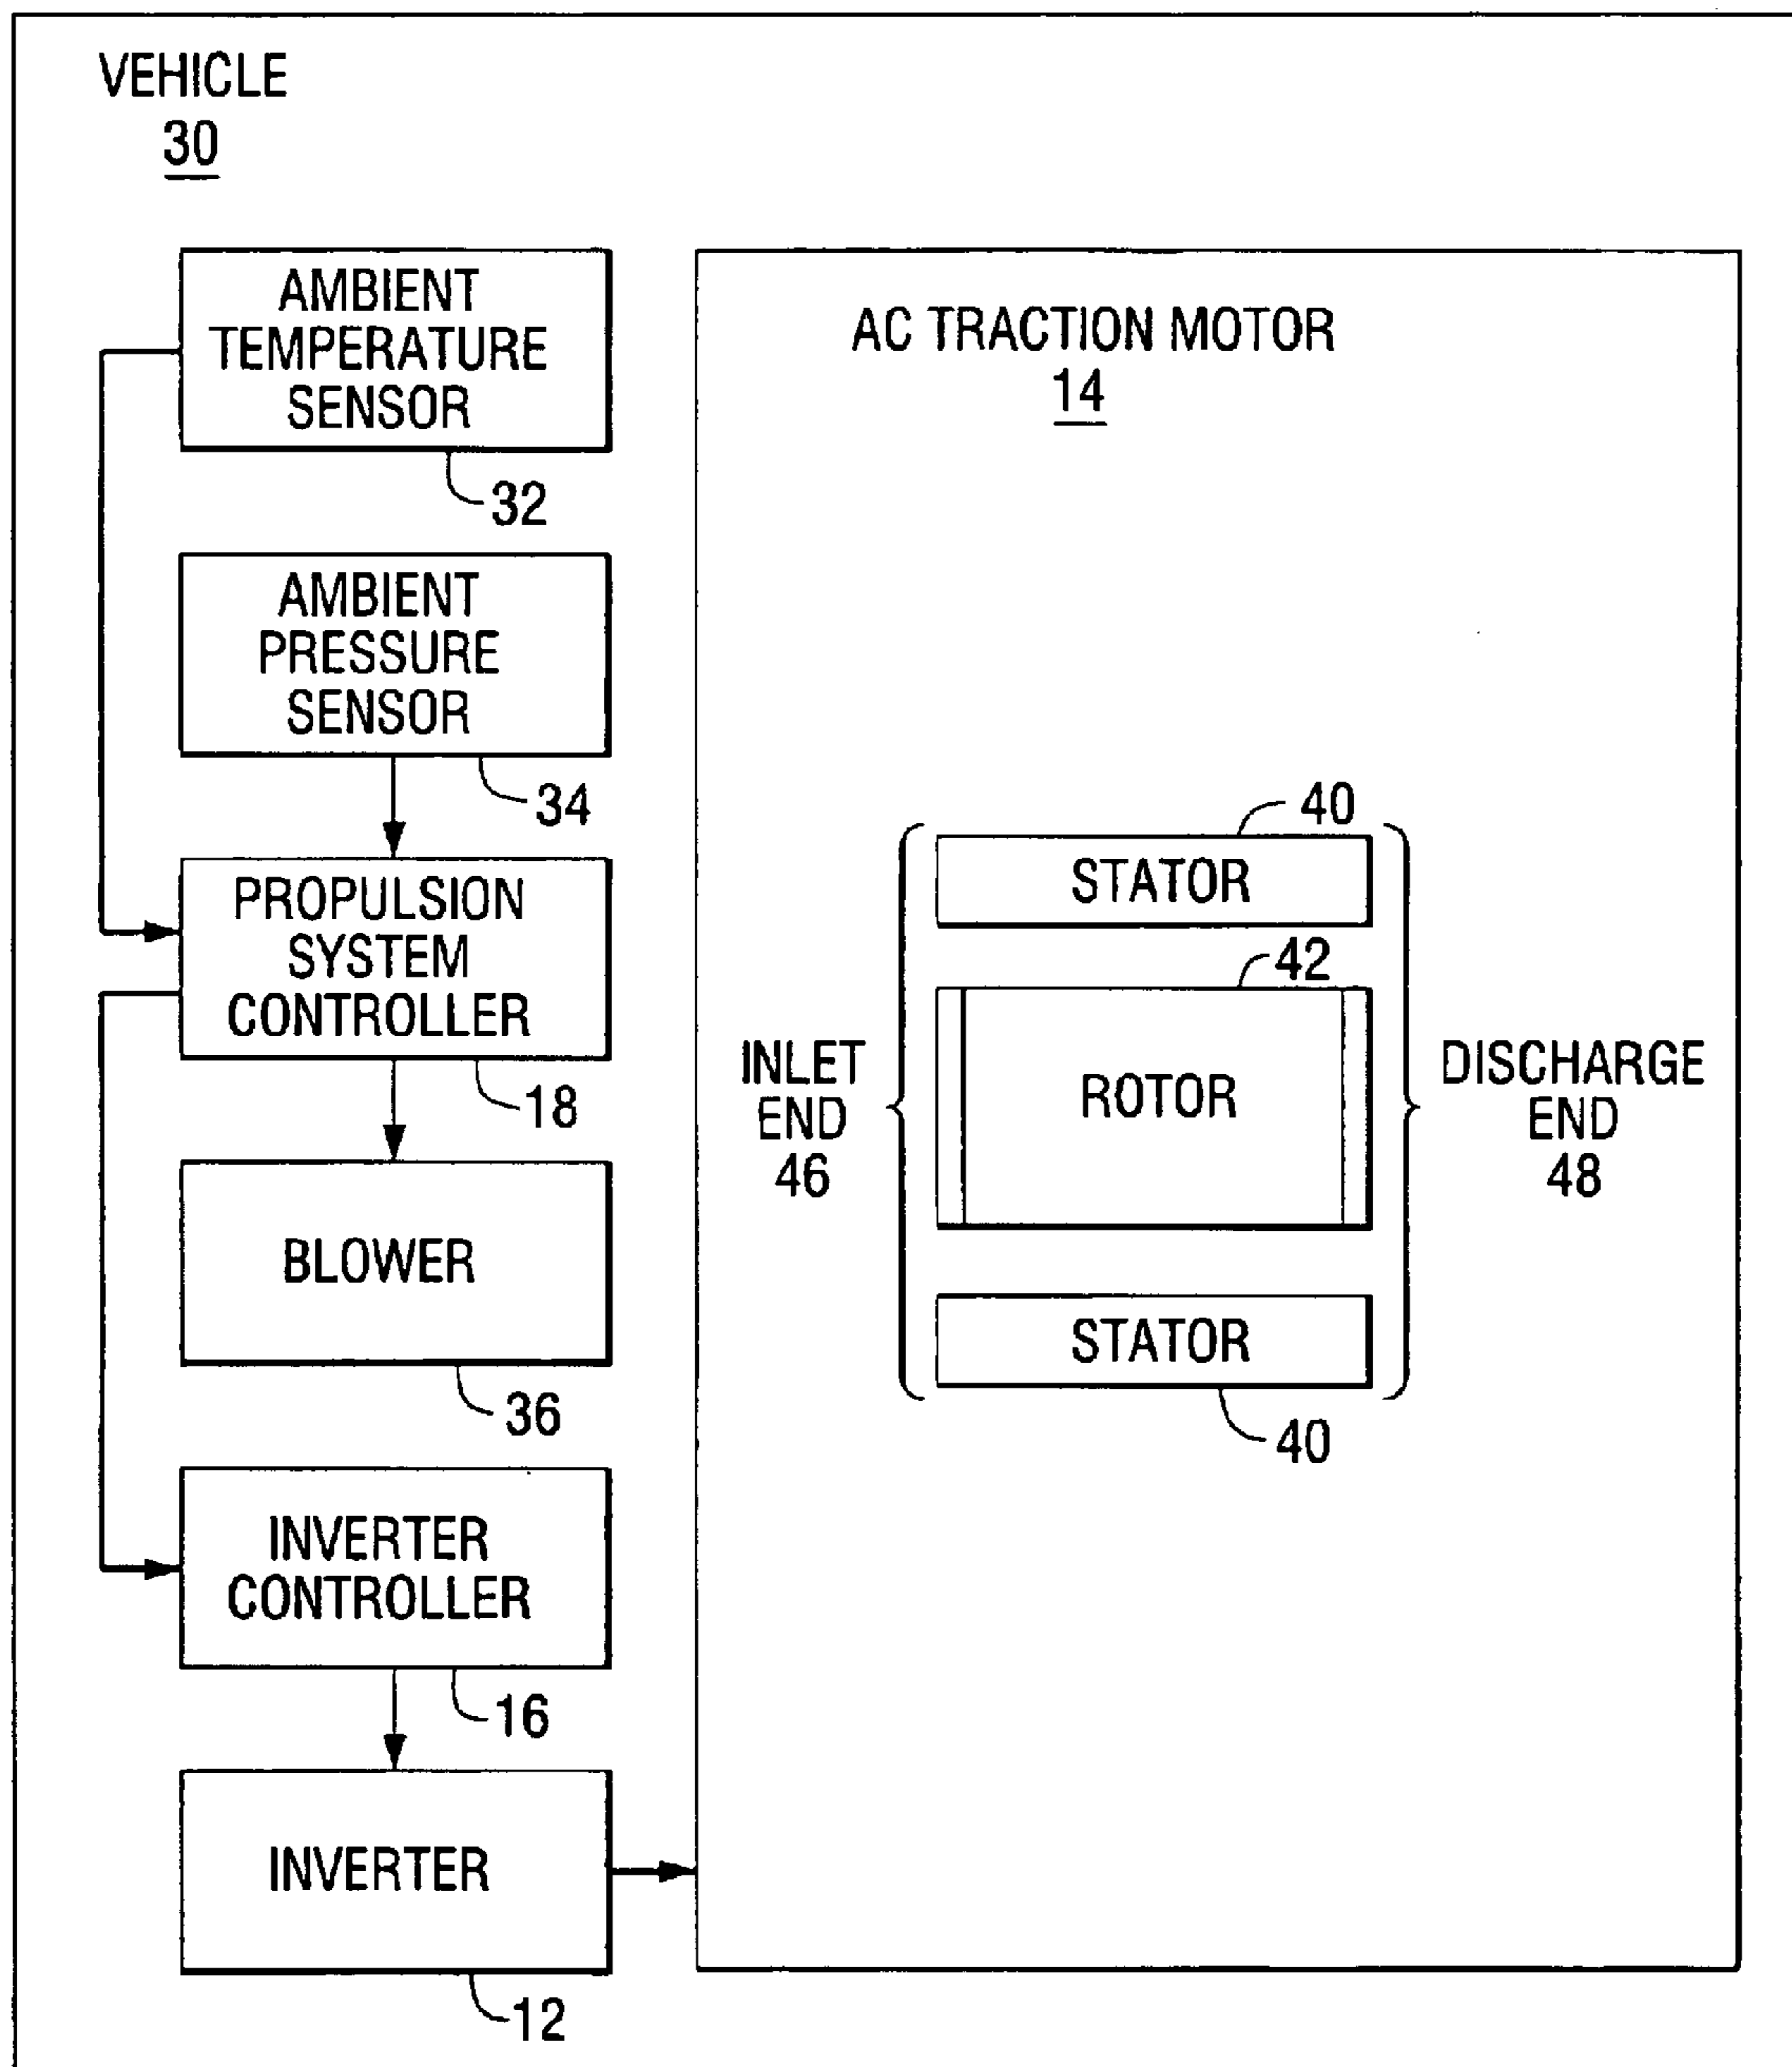 VEHICLE
30
AMBIENT
TEMPERATURE
SENSOR
32
AMBIENT
PRESSURE
SENSOR
34
PROPULSION
SYSTEM
CONTROLLER
18
BLOWER
36
INVERTER
CONTROLLER
16
INVERTER
12
AC TRACTION MOTOR
14
40
STATOR
42
INLET
END
46
ROTOR
DISCHARGE
END
48
STATOR
40